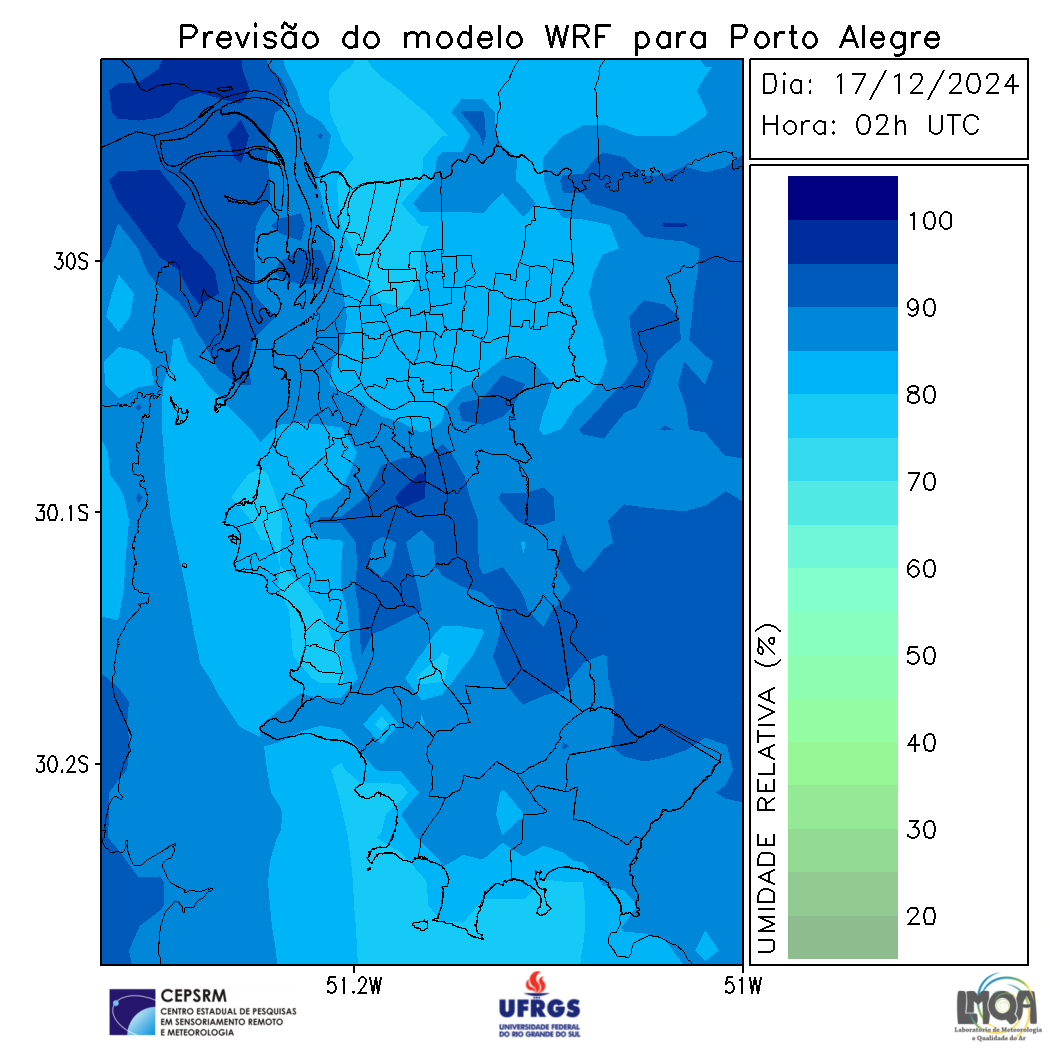 Previsão do modelo WRF para Porto Alegre
Dia: 17/12/2024
Hora: 02h UTC
30S
30.1S
30.2S
51.2W
51W
100
90
80
70
60
50
40
30
20
UMIDADE RELATIVA (%)
CEPSRM
CENTRO ESTADUAL DE PESQUISAS
EM SENSORIAMENTO REMOTO
E METEOROLOGIA
UFRGS
UNIVERSIDADE FEDERAL
DO RIO GRANDE DO SUL
LMQA
Laboratório de Meteorologia
e Qualidade do Ar